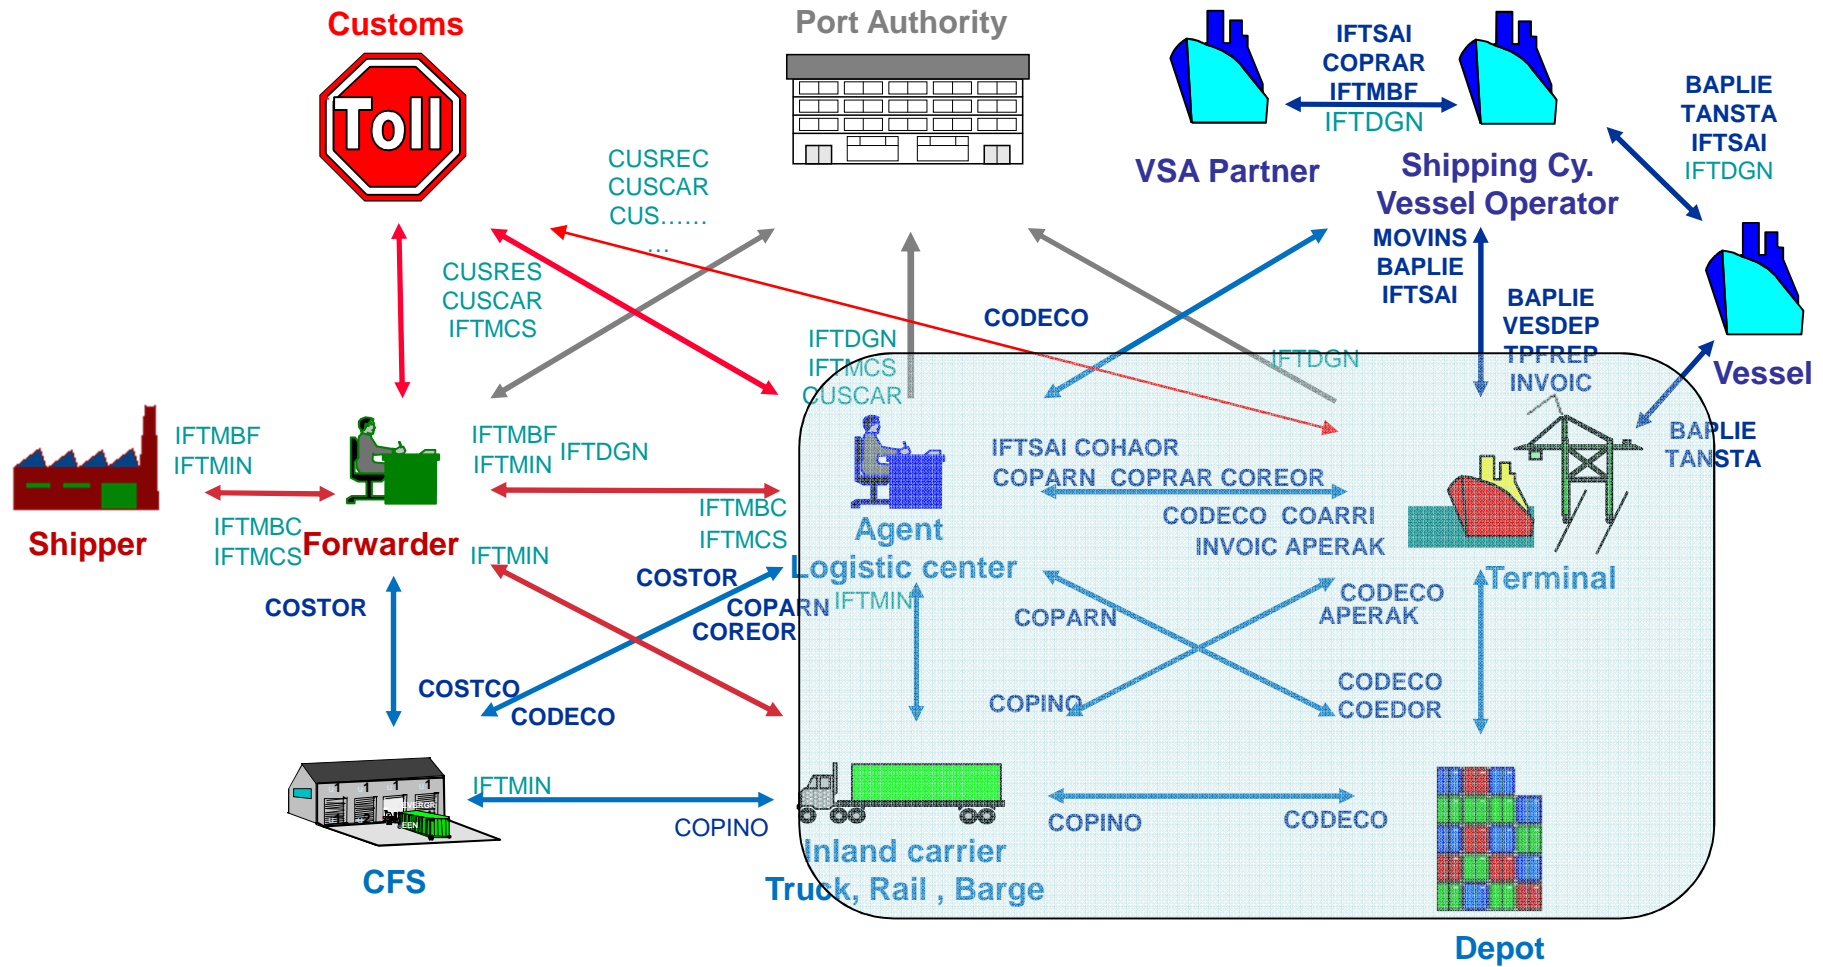 Customs
Toll
Port Authority
IFTSAI
COPRAR
IFTMBF
IFTDGN
VSA Partner
Shipping Cy.
Vessel Operator
BAPLIE
TANSTA
IFTSAI
IFTDGN
CUSREC
CUSCAR
CUS……
…
CUSRES
CUSCAR
IFTMCS
MOVINS
BAPLIE
IFTSAI
BAPLIE
VESDEP
TPFREP
INVOIC
CODECO
IFTDGN
IFTMCS
CUSCAR
IFTDGN
Vessel
BAPLIE
TANSTA
IFTMBF
IFTMIN
IFTMBC
IFTMCS
Shipper
Forwarder
IFTMBF
IFTMIN
IFTDGN
IFTMBC
IFTMCS
IFTMIN
Agent
Logistic center
IFTSAI COHAOR
COPARN COPRAR COREOR
CODECO COARRI
INVOIC APERAK
Terminal
COSTOR
COSTOR
COPARN
COREOR
IFTMIN
COPARN
CODECO
APERAK
COSTCO
CODECO
COPINO
CODECO
COEDOR
IFTMIN
COPINO
COPINO
CODECO
CFS
Inland carrier
Truck, Rail , Barge
Depot